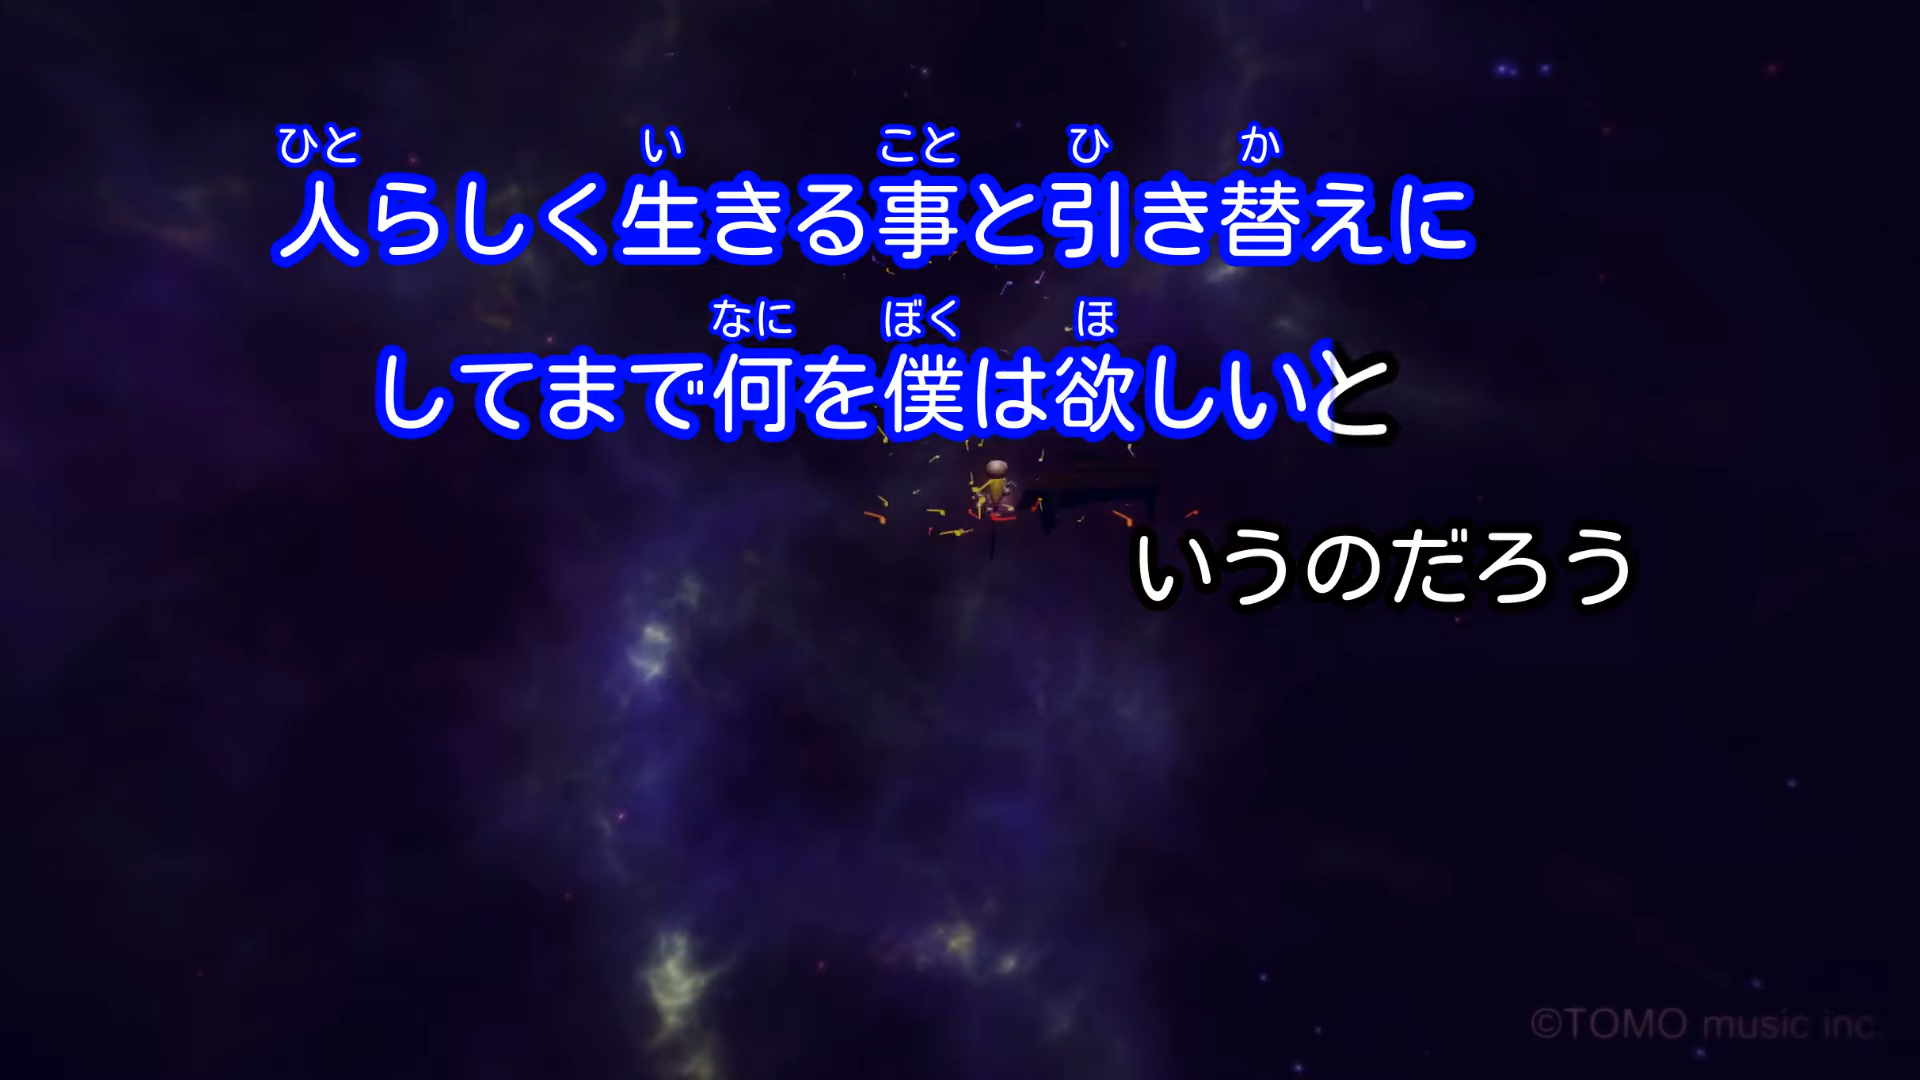 ひと い こと ひ か
人らしく生きる事と引き替えに
なに ぼく ほ
してまで何を僕は欲しいと
いうのだろう
©TOMO music inc.